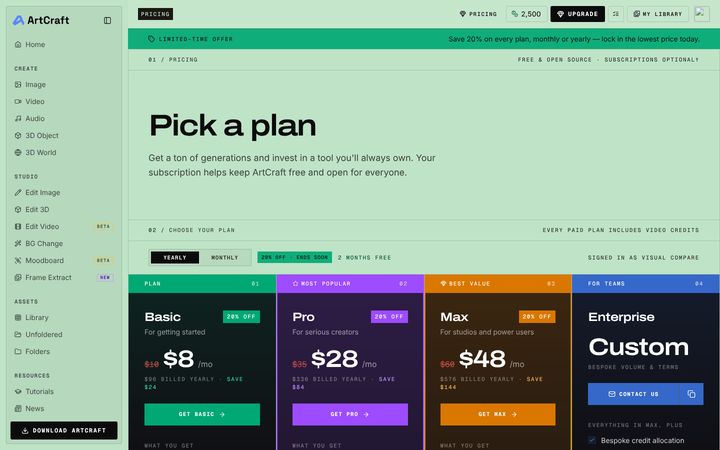 ArtCraft
Home
CREATE
Image
Video
Audio
3D Object
3D World
STUDIO
Edit Image
Edit 3D
Edit Video BETA
BG Change
Moodboard BETA
Frame Extract NEW
ASSETS
Library
Unfoldered
Folders
RESOURCES
Tutorials
News
DOWNLOAD ARTCRAFT
PRICING
PRICING 2,500 UPGRADE MY LIBRARY
LIMITED-TIME OFFER Save 20% on every plan, monthly or yearly — lock in the lowest price today.
01 / PRICING FREE & OPEN SOURCE · SUBSCRIPTIONS OPTIONAL↑
Pick a plan
Get a ton of generations and invest in a tool you'll always own. Your
subscription helps keep ArtCraft free and open for everyone.
02 / CHOOSE YOUR PLAN EVERY PAID PLAN INCLUDES VIDEO CREDITS
YEARLY MONTHLY 20% OFF · ENDS SOON 2 MONTHS FREE SIGNED IN AS VISUAL COMPARE
PLAN 01
Basic 20% OFF
For getting started
$10 $8 /mo
$96 BILLED YEARLY · SAVE
$24
GET BASIC →
WHAT YOU GET
MOST POPULAR 02
Pro 20% OFF
For serious creators
$35 $28 /mo
$336 BILLED YEARLY · SAVE
$84
GET PRO →
WHAT YOU GET
BEST VALUE 03
Max 20% OFF
For studios and power users
$60 $48 /mo
$576 BILLED YEARLY · SAVE
$144
GET MAX →
WHAT YOU GET
FOR TEAMS 04
Enterprise
Custom
BESPOKE VOLUME & TERMS
CONTACT US
EVERYTHING IN MAX, PLUS
Bespoke credit allocation